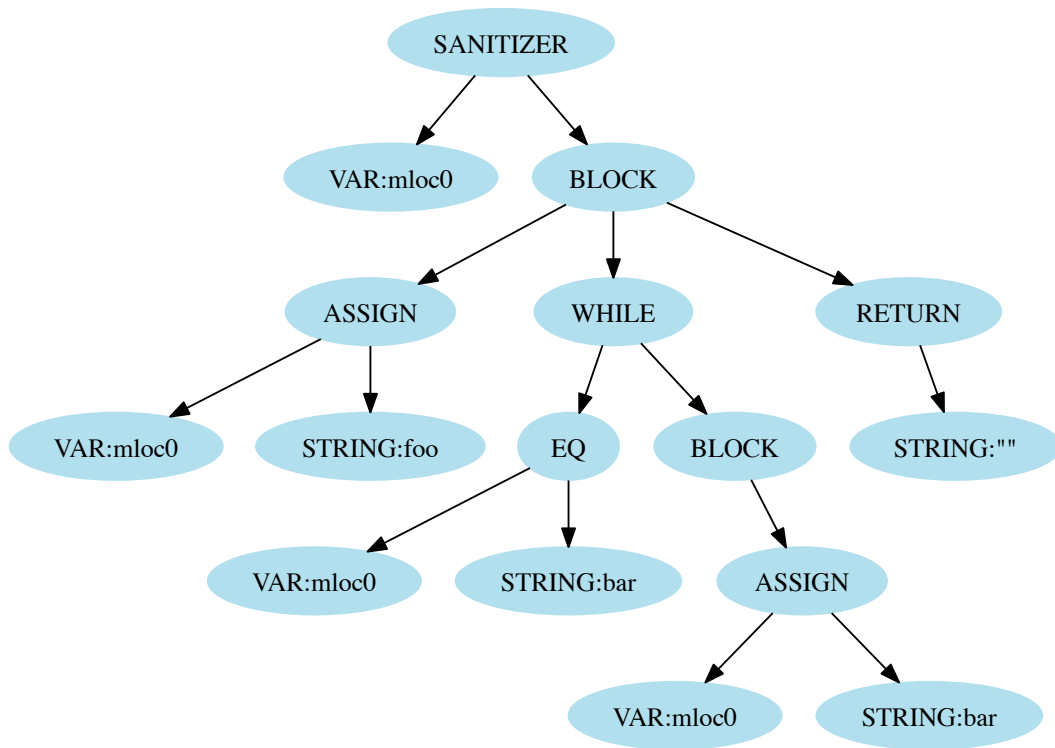 SANITIZER
VAR:mloc0
BLOCK
ASSIGN
WHILE
RETURN
VAR:mloc0
STRING:foo
EQ
BLOCK
STRING:""
VAR:mloc0
STRING:bar
ASSIGN
VAR:mloc0
STRING:bar